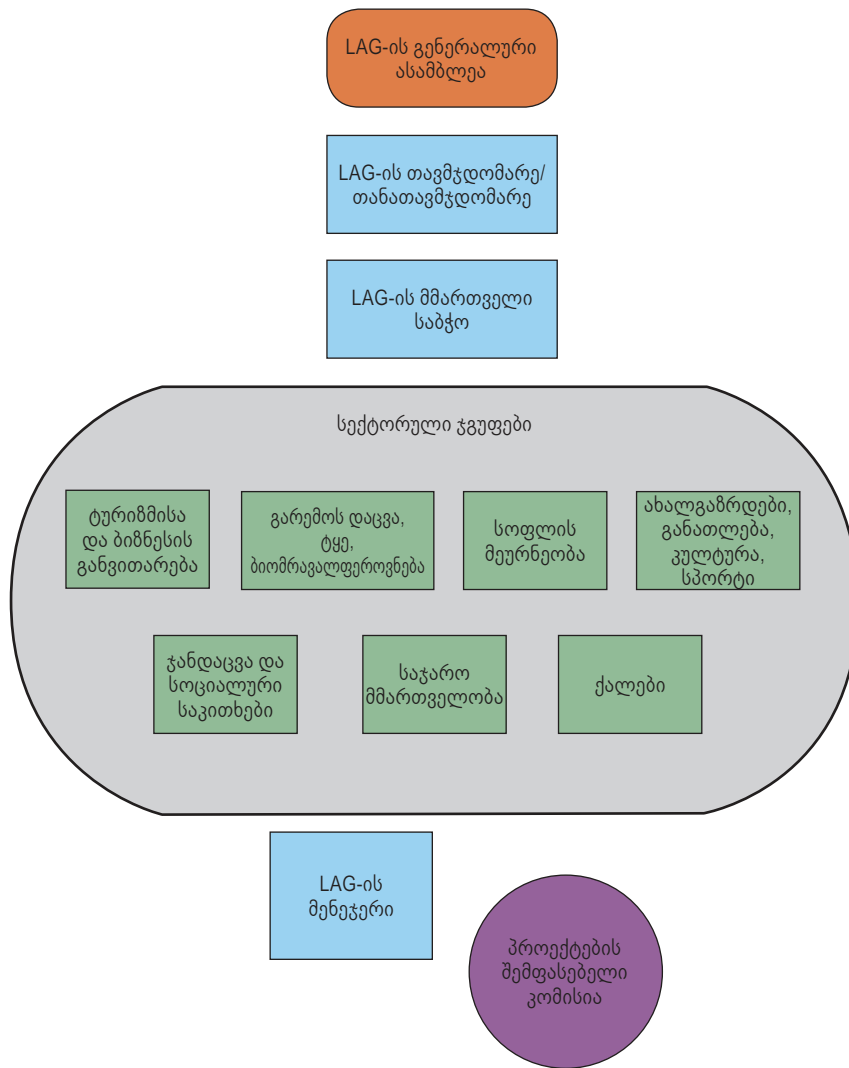 LAG-ის გენერალური
ასამბლეა
LAG-ის თავმჯდომარე/
თანათავმჯდომარე
LAG-ის მმართველი
საბჭო
სექტორული ჯგუფები
ტურიზმისა
და ბიზნესის
განვითარება
გარემოს დაცვა,
ტყე,
ბიომრავალფეროვნება
სოფლის
მეურნეობა
ახალგაზრდები,
განათლება,
კულტურა,
სპორტი
ჯანდაცვა და
სოციალური
საკითხები
საჯარო
მმართველობა
ქალები
LAG-ის
მენეჯერი
პროექტების
შემფასებელი
კომისია